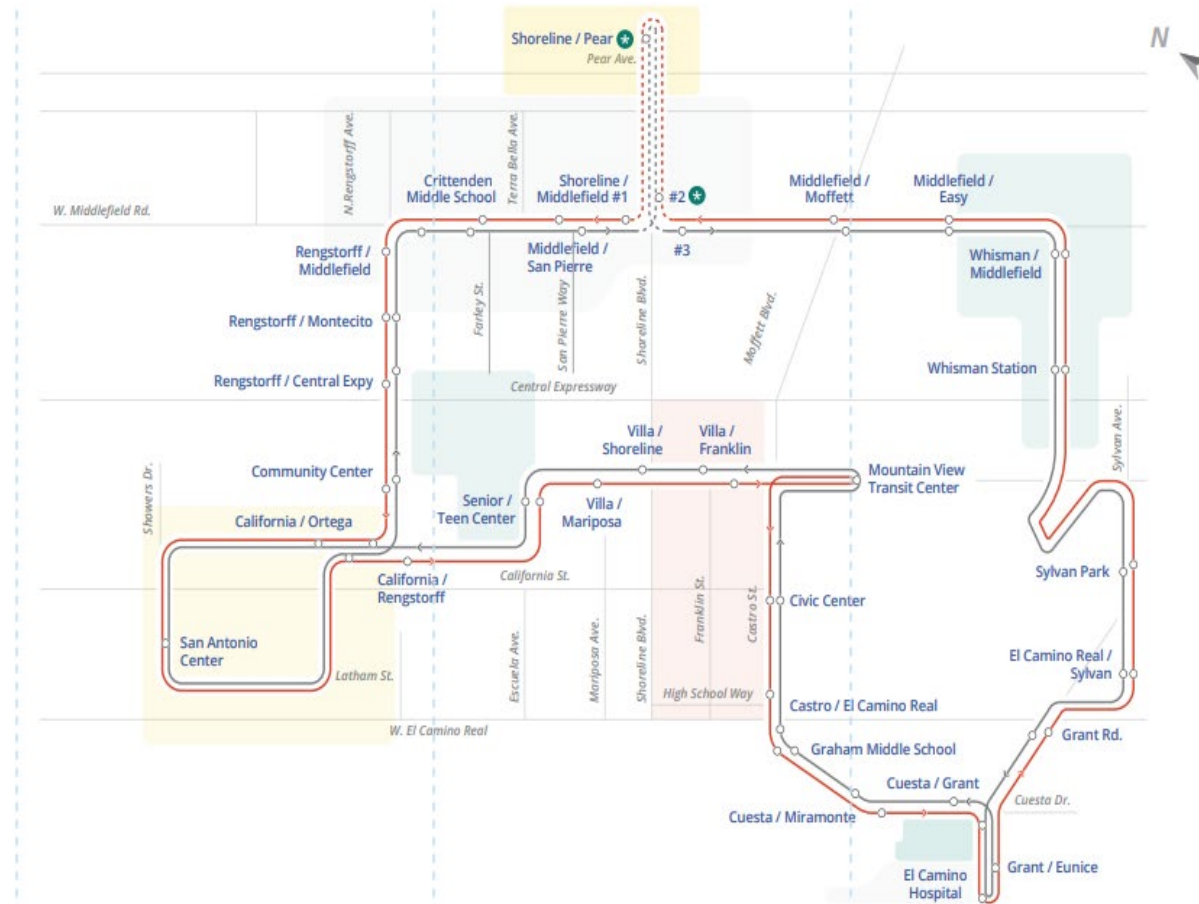 Shoreline / Pear
Pear Ave.
N
N.Rengstorff Ave.
Terra Bella Ave.
W. Middlefield Rd.
Crittenden
Middle School
Shoreline /
Middlefield #1
#2
Middlefield /
Moffett
Middlefield /
Easy
Rengstorff /
Middlefield
Middlefield /
San Pierre
#3
Whisman /
Middlefield
Farley St.
San Pierre Way
Shoreline Blvd.
Moffett Blvd.
Rengstorff / Montecito
Rengstorff / Central Expy
Central Expressway
Whisman Station
Sylvan Ave.
Villa /
Shoreline
Villa /
Franklin
Community Center
Showers Dr.
Senior /
Teen Center
Villa /
Mariposa
Mountain View
Transit Center
California / Ortega
California /
Rengstorff
California St.
Sylvan Park
Civic Center
San Antonio
Center
Latham St.
Escuela Ave.
Mariposa Ave.
Shoreline Blvd.
Franklin St.
Castro St.
El Camino Real /
Sylvan
High School Way
Castro / El Camino Real
W. El Camino Real
Grant Rd.
Graham Middle School
Cuesta / Grant
Cuesta Dr.
Cuesta / Miramonte
El Camino
Hospital
Grant / Eunice